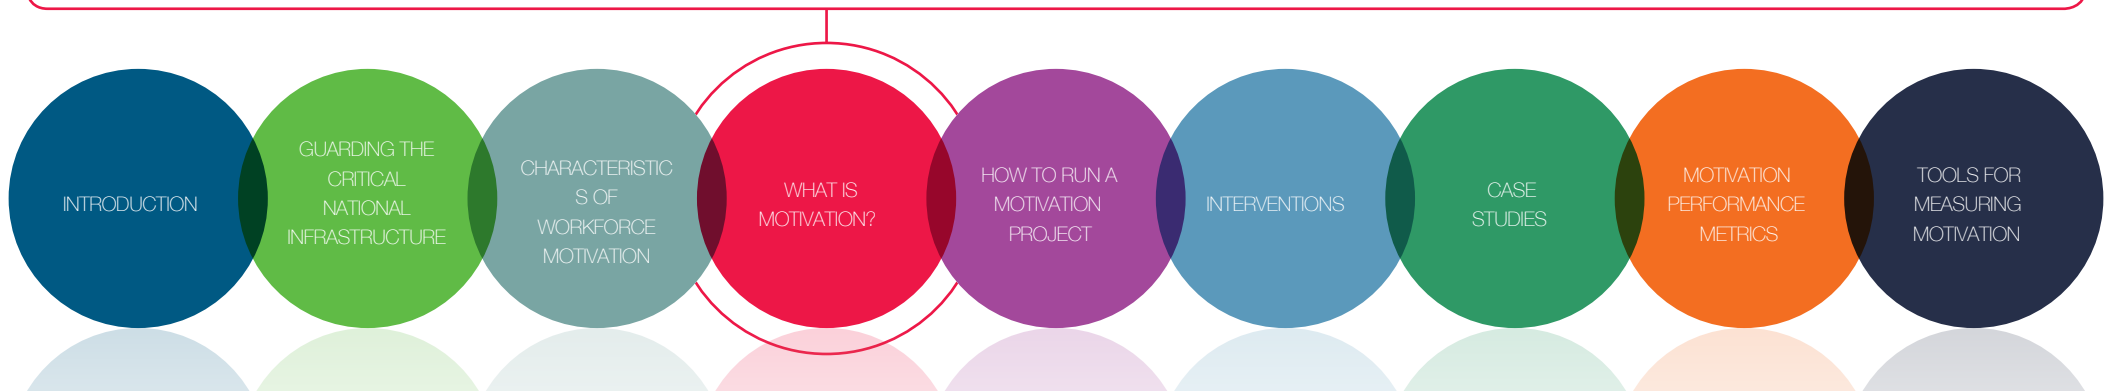 INTRODUCTION
GUARDING THE
CRITICAL
NATIONAL
INFRASTRUCTURE
CHARACTERISTIC
S OF
WORKFORCE
MOTIVATION
WHAT IS
MOTIVATION?
HOW TO RUN A
MOTIVATION
PROJECT
INTERVENTIONS
CASE
STUDIES
MOTIVATION
PERFORMANCE
METRICS
TOOLS FOR
MEASURING
MOTIVATION